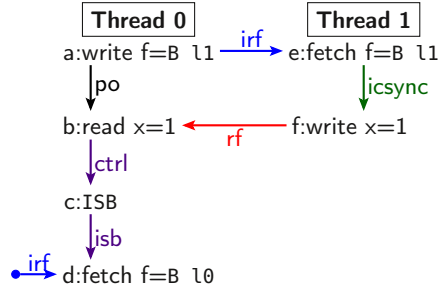 Thread 0 Thread 1
a:write f=B l1 irf e:fetch f=B l1
po icsync
b:read x=1 rf f:write x=1
ctrl
c:ISB
isb
irf d:fetch f=B l0